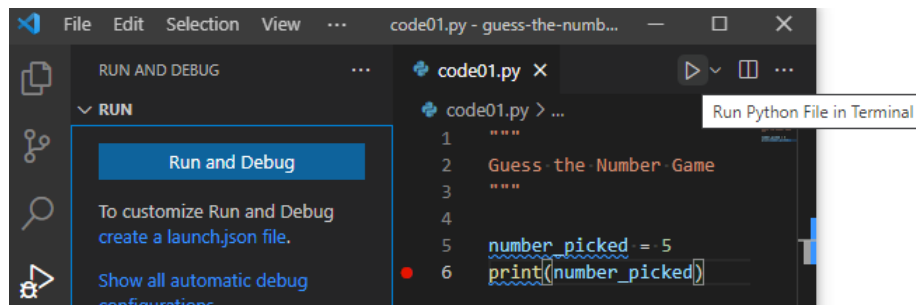 File Edit Selection View ··· code01.py - guess-the-numb...
RUN AND DEBUG ···
code01.py
RUN
code01.py > ...
Run Python File in Terminal
1 """
Run and Debug
2 Guess the Number Game
3 """
To customize Run and Debug
create a launch.json file.
4
5 number_picked = 5
6 print(number_picked)
Show all automatic debug
configurations.